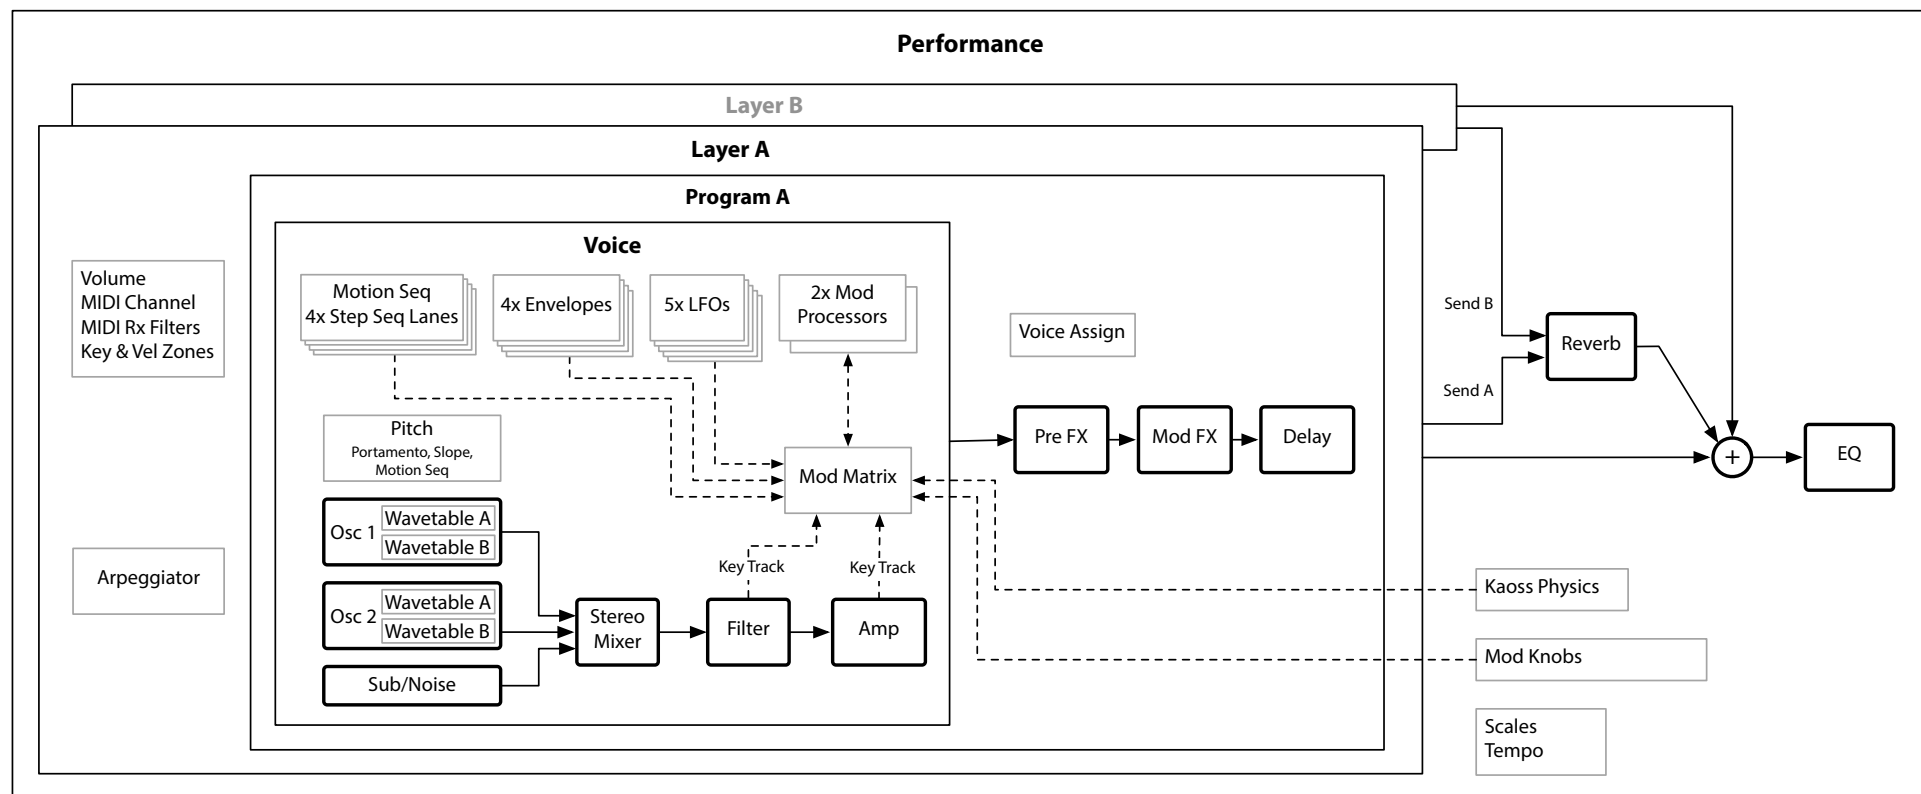 Performance
Layer B
Layer A
Program A
Voice
Volume
MIDI Channel
MIDI Rx Filters
Key & Vel Zones
Arpeggiator
Motion Seq
4x Step Seq Lanes
4x Envelopes
5x LFOs
2x Mod
Processors
Pitch
Portamento, Slope,
Motion Seq
Mod Matrix
Osc 1
Wavetable A
Wavetable B
Osc 2
Wavetable A
Wavetable B
Sub/Noise
Stereo
Mixer
Key Track
Key Track
Filter
Amp
Voice Assign
Pre FX
Mod FX
Delay
Send B
Send A
Reverb
+
EQ
Kaoss Physics
Mod Knobs
Scales
Tempo